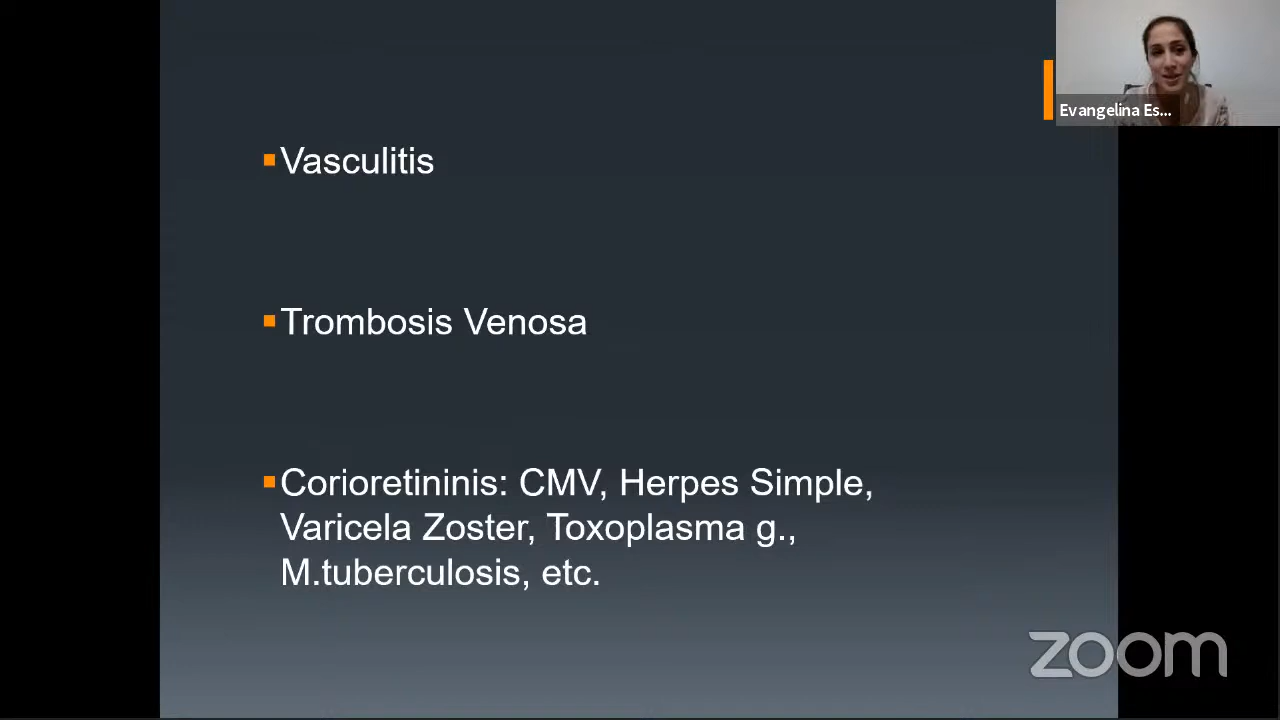 Evangelina Es...
Vasculitis
Trombosis Venosa
Corioretininis: CMV, Herpes Simple,
Varicela Zoster, Toxoplasma g.,
M.tuberculosis, etc.
zoom